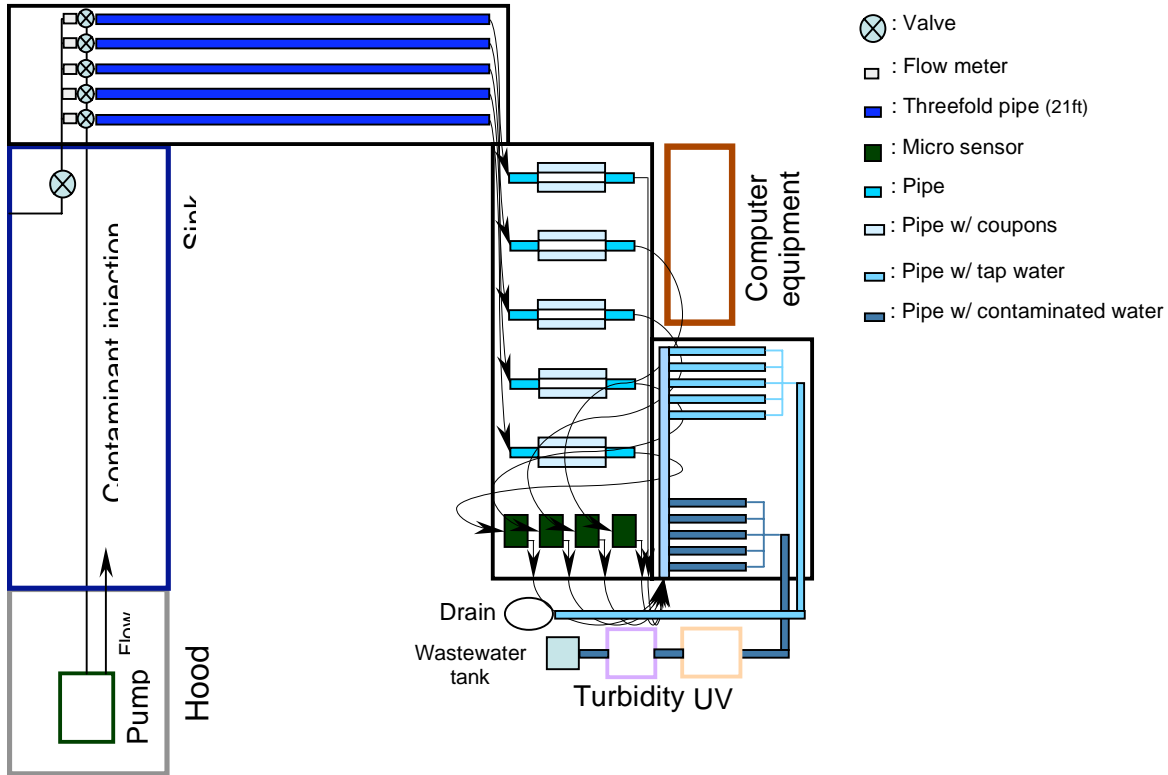 : Valve
: Flow meter
: Threefold pipe (21ft)
: Micro sensor
: Pipe
: Pipe w/ coupons
: Pipe w/ tap water
: Pipe w/ contaminated water
Sink
Contaminant injection
Computer
equipment
Drain
Wastewater
tank
Turbidity
UV
Flow
Pump
Hood